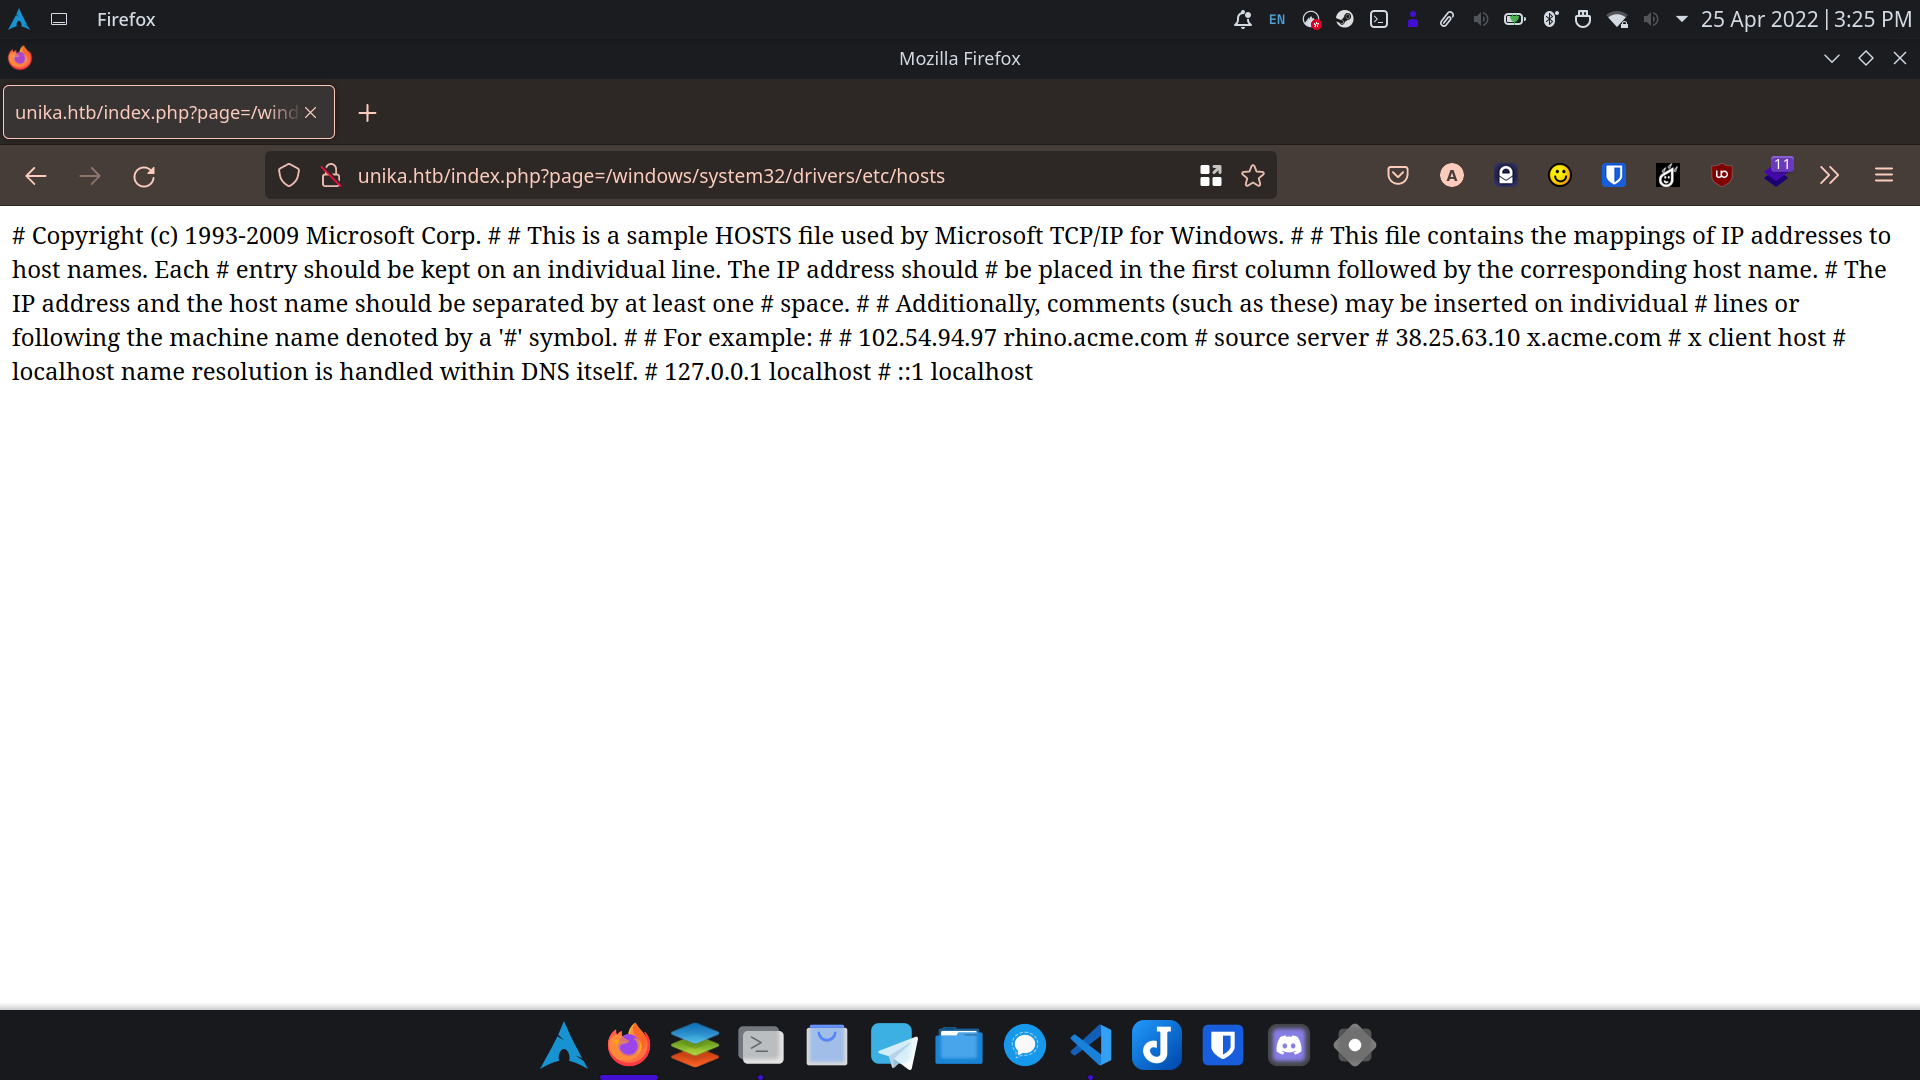 Firefox
EN
25 Apr 2022 | 3:25 PM
Mozilla Firefox
unika.htb/index.php?page=/wind
unika.htb/index.php?page=/windows/system32/drivers/etc/hosts
A
UO
11
# Copyright (c) 1993-2009 Microsoft Corp. # # This is a sample HOSTS file used by Microsoft TCP/IP for Windows. # # This file contains the mappings of IP addresses to
host names. Each # entry should be kept on an individual line. The IP address should # be placed in the first column followed by the corresponding host name. # The
IP address and the host name should be separated by at least one # space. # # Additionally, comments (such as these) may be inserted on individual # lines or
following the machine name denoted by a '#' symbol. # # For example: # # 102.54.94.97 rhino.acme.com # source server # 38.25.63.10 x.acme.com # x client host #
localhost name resolution is handled within DNS itself. # 127.0.0.1 localhost # ::1 localhost